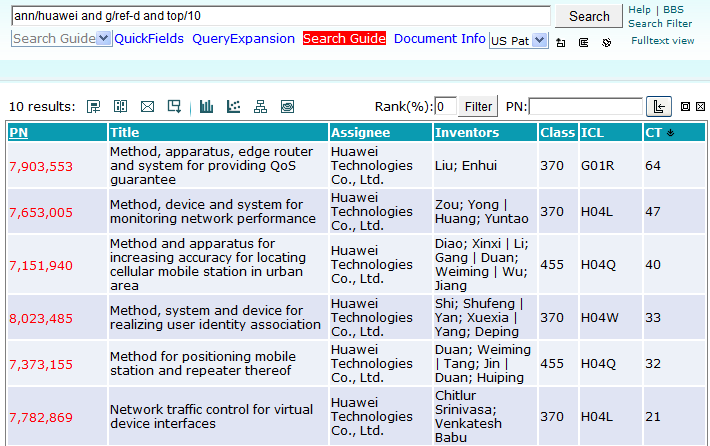 ann/huawei and g/ref-d and top/10 Search Help | BBS
Search Filter
Search Guide QuickFields QueryExpansion Search Guide Document Info US Pat Fulltext view
10 results: Rank(%): 0 Filter PN:
PN Title Assignee Inventors Class ICL CT
7,903,553 Method, apparatus, edge router and system for providing QoS guarantee Huawei Technologies Co., Ltd. Liu; Enhui 370 G01R 64
7,653,005 Method, device and system for monitoring network performance Huawei Technologies Co., Ltd. Zou; Yong | Huang; Yuntao 370 H04L 47
7,151,940 Method and apparatus for increasing accuracy for locating cellular mobile station in urban area Huawei Technologies Co., Ltd. Diao; Xinxi | Li; Gang | Duan; Weiming | Wu; Jiang 455 H04Q 40
8,023,485 Method, system and device for realizing user identity association Huawei Technologies Co., Ltd. Shi; Shufeng | Yan; Xuexia | Yang; Deping 370 H04W 33
7,373,155 Method for positioning mobile station and repeater thereof Huawei Technologies Co., Ltd. Duan; Weiming | Tang; Jin | Duan; Huiping 455 H04Q 32
7,782,869 Network traffic control for virtual device interfaces Huawei Technologies Co., Ltd. Chitlur Srinivasa; Venkatesh Babu 370 H04L 21